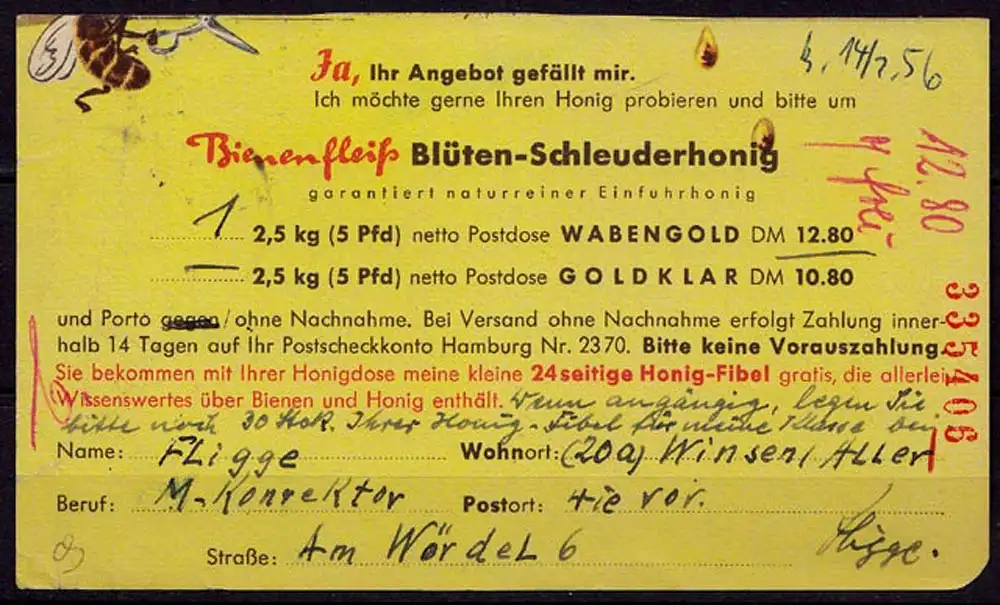 14/7.56
Ja, Ihr Angebot gefällt mir.
Ich möchte gerne Ihren Honig probieren und bitte um
Bienenfleiß Blüten-Schleuderhonig
garantiert naturreiner Einfuhrhonig
12.80
frei
1 2,5 kg (5 Pfd) netto Postdose WABENGOLD DM 12.80
— 2,5 kg (5 Pfd) netto Postdose GOLDKLAR DM 10.80
335406
und Porto gegen/ohne Nachnahme. Bei Versand ohne Nachnahme erfolgt Zahlung inner-
halb 14 Tagen auf Ihr Postscheckkonto Hamburg Nr. 2370. Bitte keine Vorauszahlung.
Sie bekommen mit Ihrer Honigdose meine kleine 24seitige Honig-Fibel gratis, die allerlei
Wissenswertes über Bienen und Honig enthält. Wenn angängig, legen Sie
bitte noch 30 Stck. Ihrer Honig-Fibel für meine Klasse bei
Name: Fligge Wohnort: (20a) Winsen/Aller
Beruf: M-Konrektor Postort: wie vor.
Straße: Am Wördel 6 Fligge.